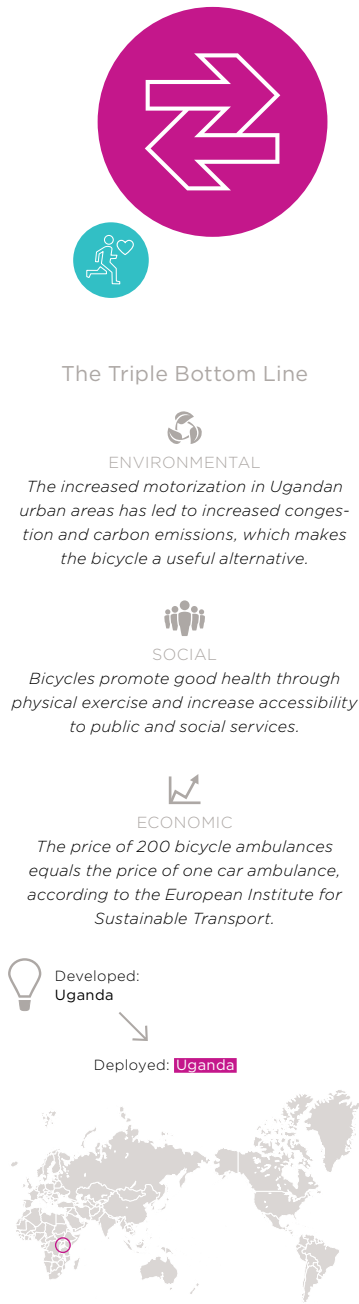 The Triple Bottom Line
ENVIRONMENTAL
The increased motorization in Ugandan
urban areas has led to increased conges-
tion and carbon emissions, which makes
the bicycle a useful alternative.
SOCIAL
Bicycles promote good health through
physical exercise and increase accessibility
to public and social services.
ECONOMIC
The price of 200 bicycle ambulances
equals the price of one car ambulance,
according to the European Institute for
Sustainable Transport.
Developed:
Uganda
Deployed: Uganda